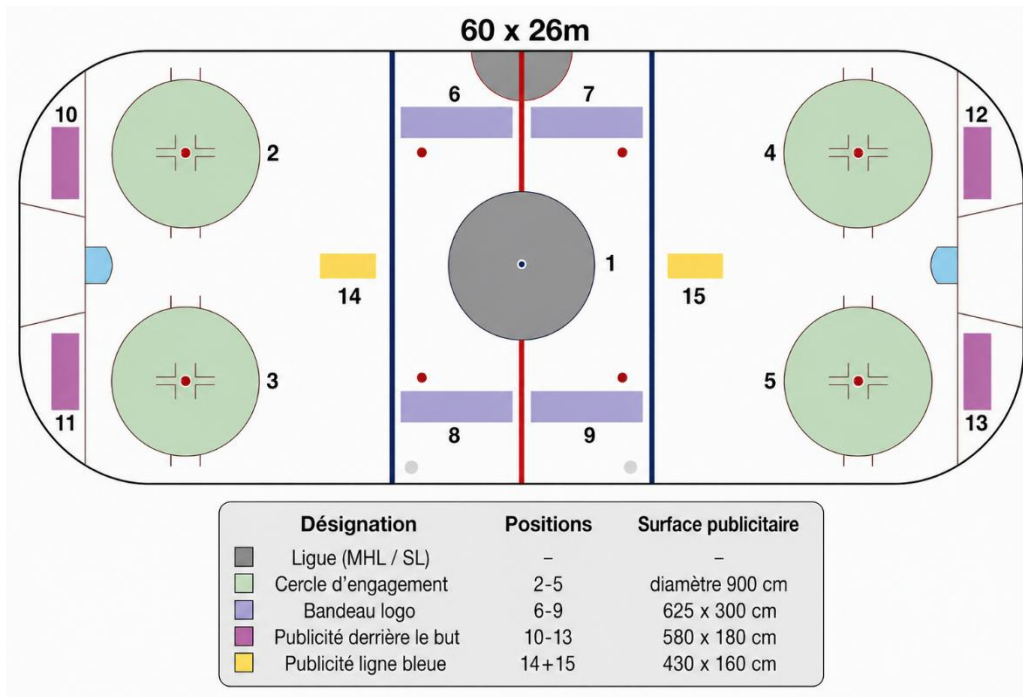 60 x 26m
6 7
10 12
2 4
1
14 15
3 5
11 13
8 9
Désignation Positions Surface publicitaire
Ligue (MHL / SL) – –
Cercle d'engagement 2-5 diamètre 900 cm
Bandeau logo 6-9 625 x 300 cm
Publicité derrière le but 10-13 580 x 180 cm
Publicité ligne bleue 14+15 430 x 160 cm